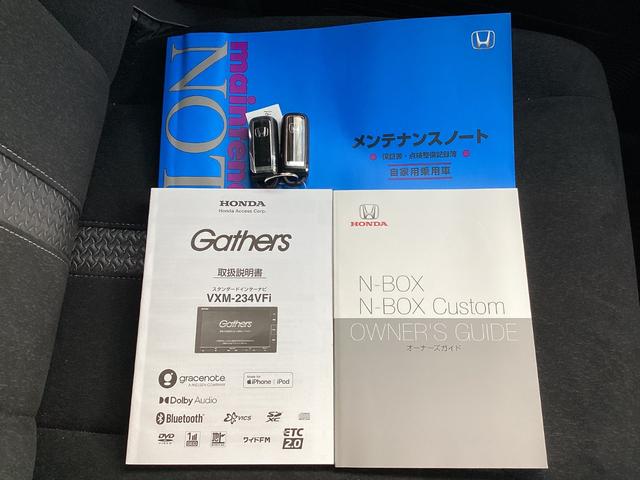 maintenance
NOT
メンテナンスノート
保証書・点検整備記録簿
自家用乗用車
HONDA
Honda Access Corp.
Gathers
取扱説明書
スタンダードインターナビ
VXM-234VFi
Gathers
gracenote
A NIELSEN COMPANY
Made for
iPhone | iPod
Dolby Audio
Bluetooth
VICS
SD XC
DVD VIDEO
1SEG
ワイドFM
ETC 2.0
HONDA
N-BOX
N-BOX Custom
OWNER'S GUIDE
オーナーズガイド